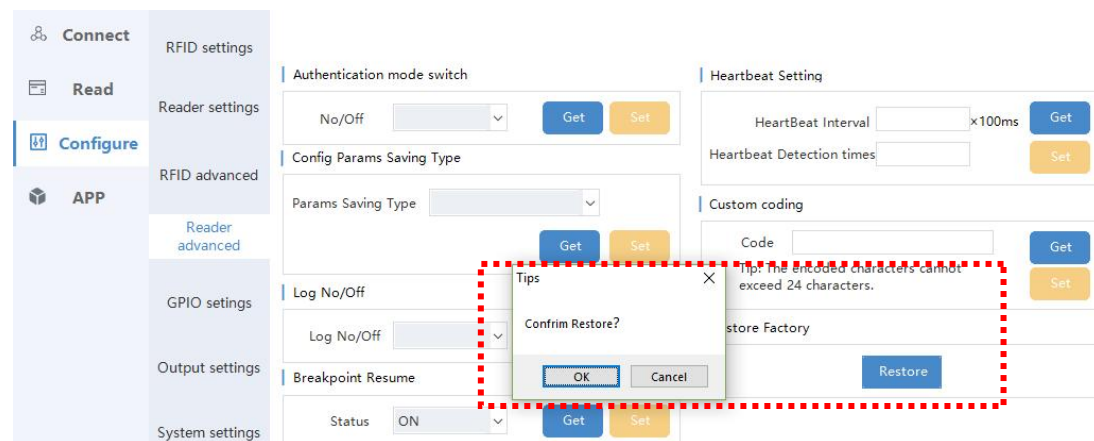 Connect
Read
Configure
APP
RFID settings
Reader settings
RFID advanced
Reader
advanced
GPIO setings
Output settings
System settings
Authentication mode switch
No/Off
Get
Set
Config Params Saving Type
Params Saving Type
Get
Set
Log No/Off
Log No/Off
Breakpoint Resume
Status ON
Get
Set
Heartbeat Setting
HeartBeat Interval ×100ms
Get
Heartbeat Detection times
Set
Custom coding
Code
Get
Tip: The encoded characters cannot
exceed 24 characters.
Set
store Factory
Restore
Tips
Confrim Restore?
OK
Cancel